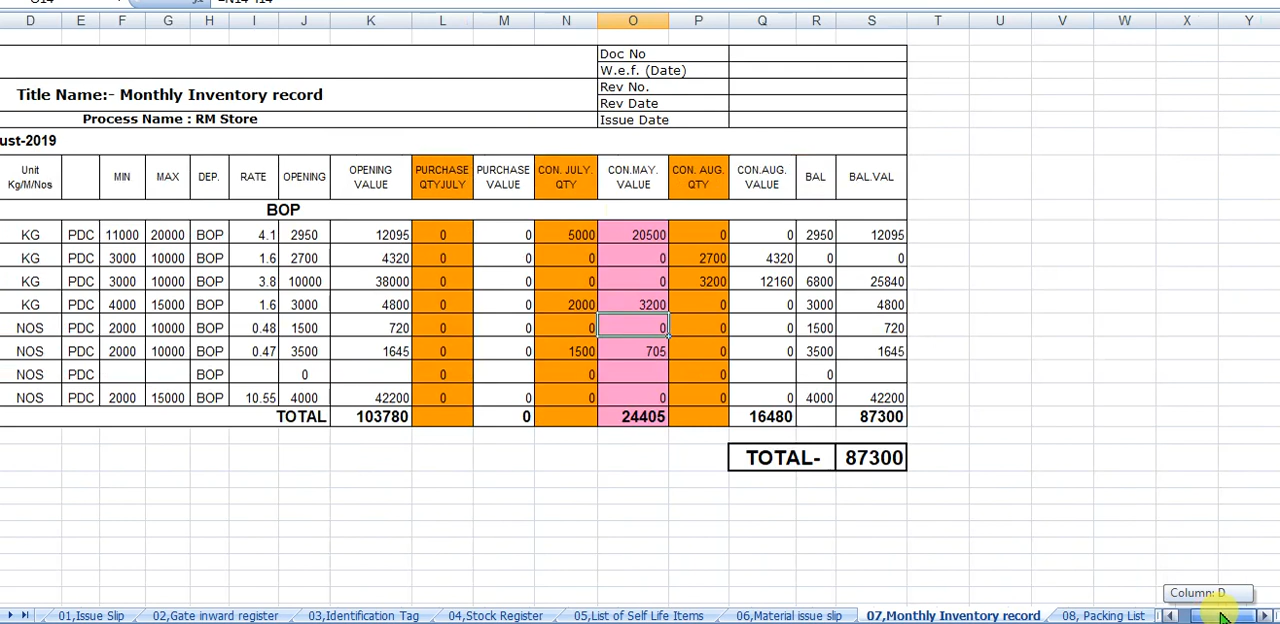 D E F G H I J K L M N O P Q R S T U V W X Y
Doc No
W.e.f. (Date)
Title Name:- Monthly Inventory record
Rev No.
Rev Date
Process Name : RM Store
Issue Date
ust-2019
Unit Kg/M/Nos MIN MAX DEP. RATE OPENING OPENING VALUE PURCHASE QTYJULY PURCHASE VALUE CON. JULY. QTY CON.MAY. VALUE CON. AUG. QTY CON.AUG. VALUE BAL BAL.VAL
BOP
KG PDC 11000 20000 BOP 4.1 2950 12095 0 0 5000 20500 0 0 2950 12095
KG PDC 3000 10000 BOP 1.6 2700 4320 0 0 0 0 2700 4320 0 0
KG PDC 3000 10000 BOP 3.8 10000 38000 0 0 0 0 3200 12160 6800 25840
KG PDC 4000 15000 BOP 1.6 3000 4800 0 0 2000 3200 0 0 3000 4800
NOS PDC 2000 10000 BOP 0.48 1500 720 0 0 0 0 0 0 1500 720
NOS PDC 2000 10000 BOP 0.47 3500 1645 0 0 1500 705 0 0 3500 1645
NOS PDC BOP 0 0 0 0 0
NOS PDC 2000 15000 BOP 10.55 4000 42200 0 0 0 0 0 0 4000 42200
TOTAL 103780 0 24405 16480 87300
TOTAL- 87300
Column: D
01,Issue Slip 02,Gate inward register 03,Identification Tag 04,Stock Register 05,List of Self Life Items 06,Material issue slip 07,Monthly Inventory record 08, Packing List